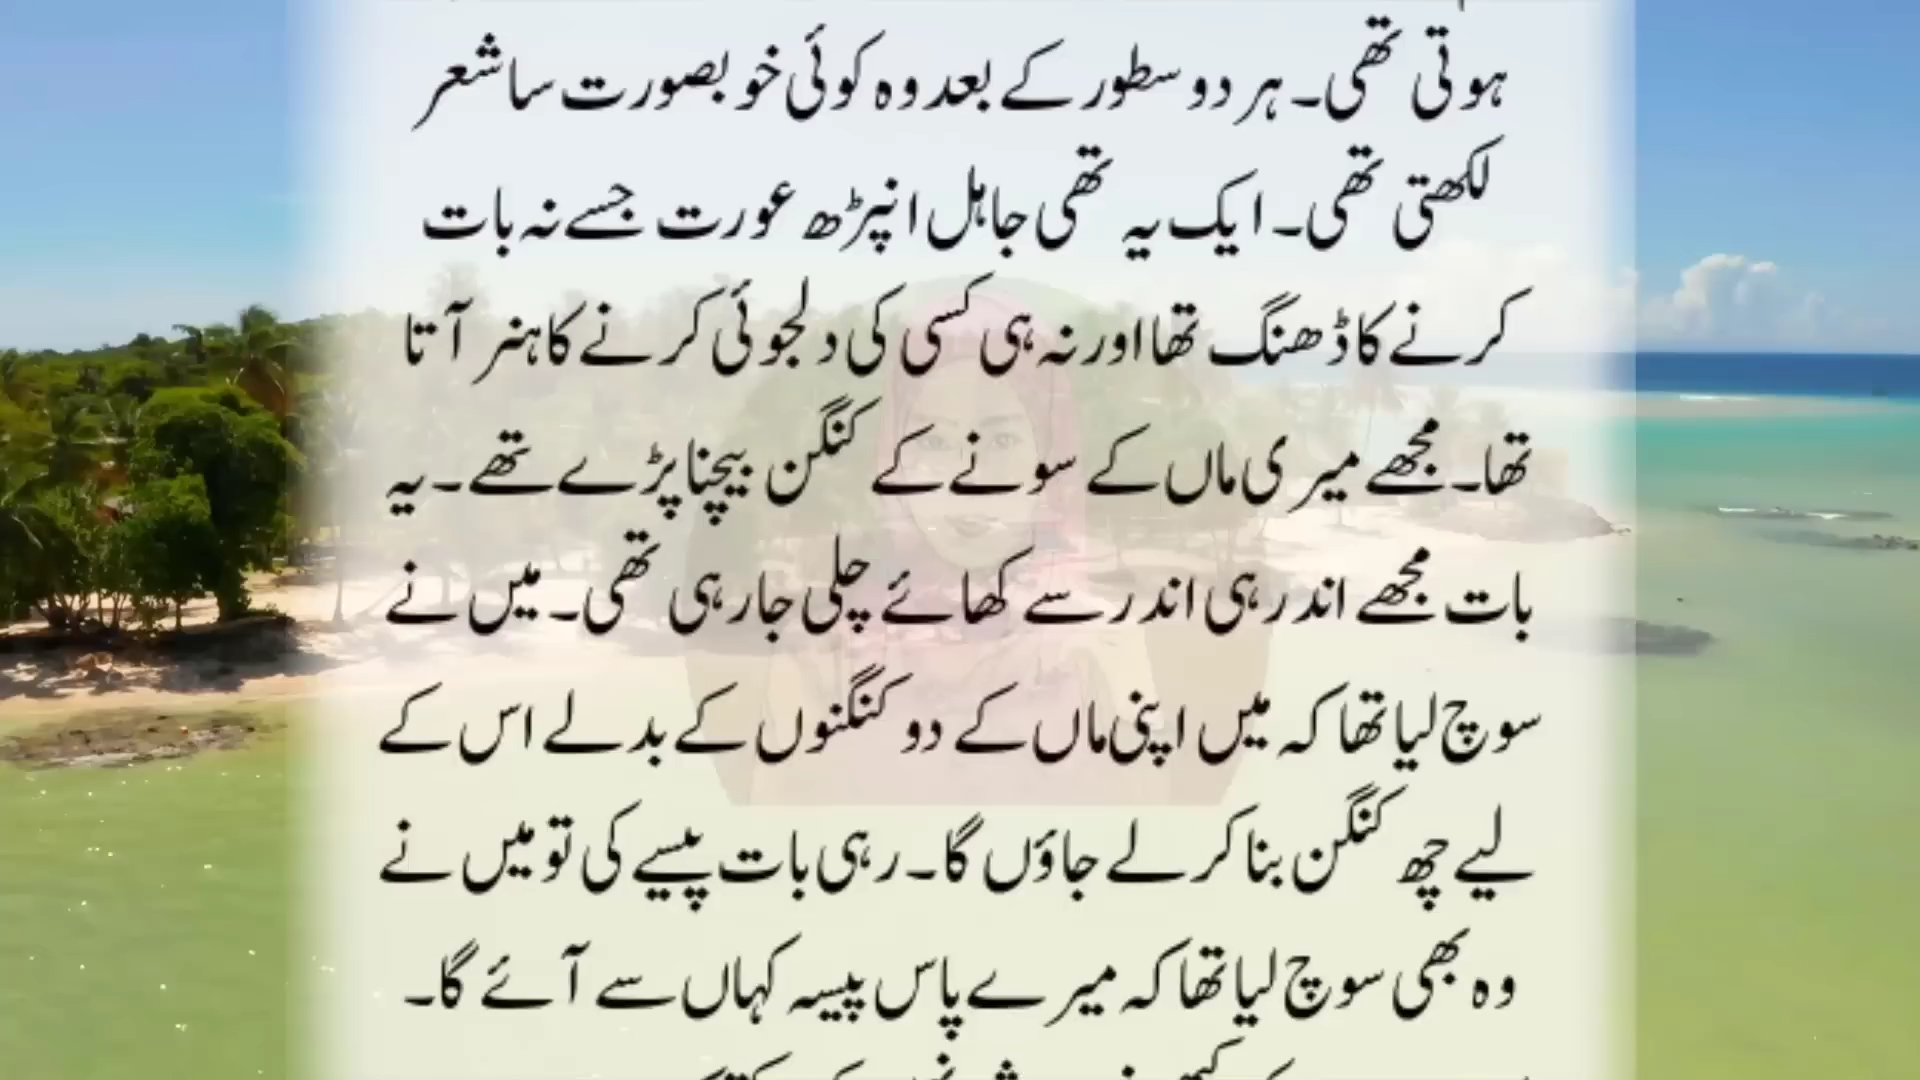 ہوتی تھی۔ ہر دو سطور کے بعد وہ کوئی خوبصورت سا شعر
لکھتی تھی۔ ایک یہ تھی جاہل انپڑھ عورت جسے نہ بات
کرنے کا ڈھنگ تھا اور نہ ہی کسی کی دلجوئی کرنے کا ہنر آتا
تھا۔ مجھے میری ماں کے سونے کے کنگن بیچنا پڑے تھے۔ یہ
بات مجھے اندر ہی اندر سے کھائے چلی جا رہی تھی۔ میں نے
سوچ لیا تھا کہ میں اپنی ماں کے دو کنگنوں کے بدلے اس کے
لیے چھ کنگن بنا کر لے جاؤں گا۔ رہی بات پیسے کی تو میں نے
وہ بھی سوچ لیا تھا کہ میرے پاس پیسہ کہاں سے آئے گا۔